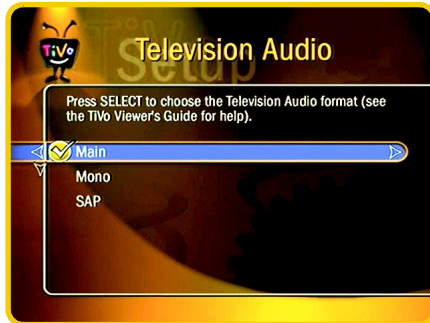 TiVo
Television Audio
Setup
Press SELECT to choose the Television Audio format (see
the TiVo Viewer's Guide for help).
Main
Mono
SAP